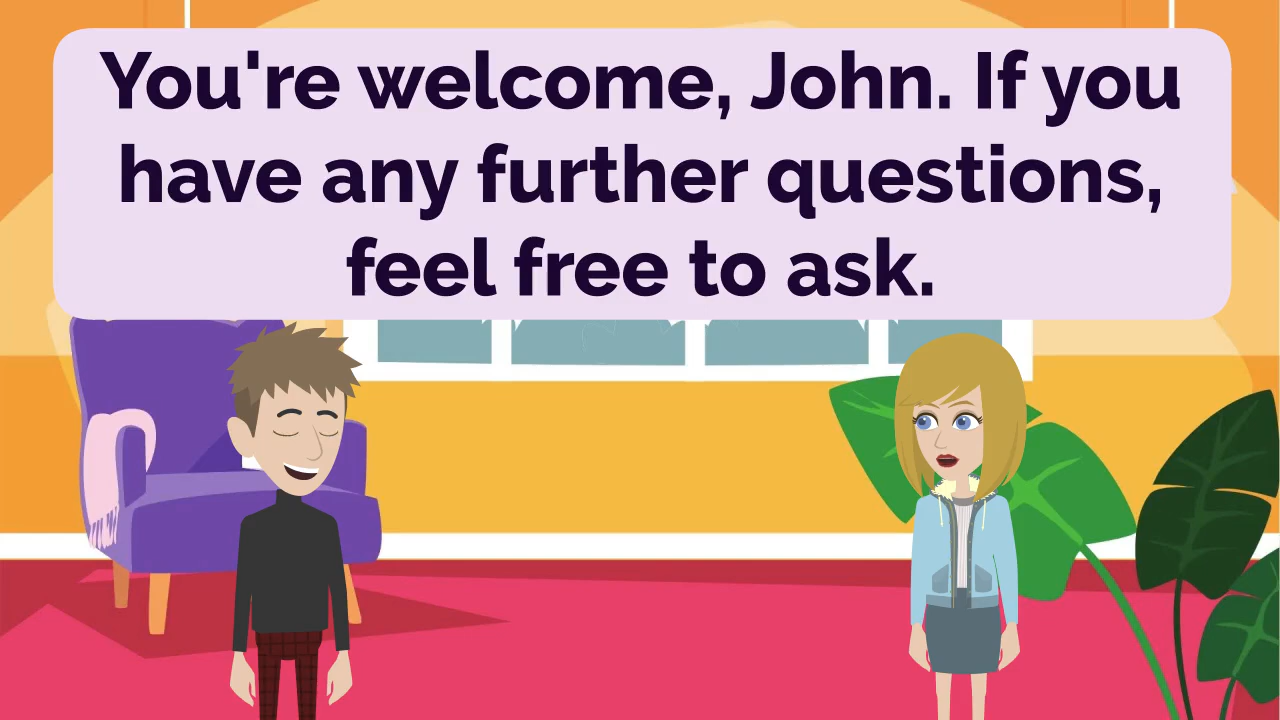 You're welcome, John. If you
have any further questions,
feel free to ask.